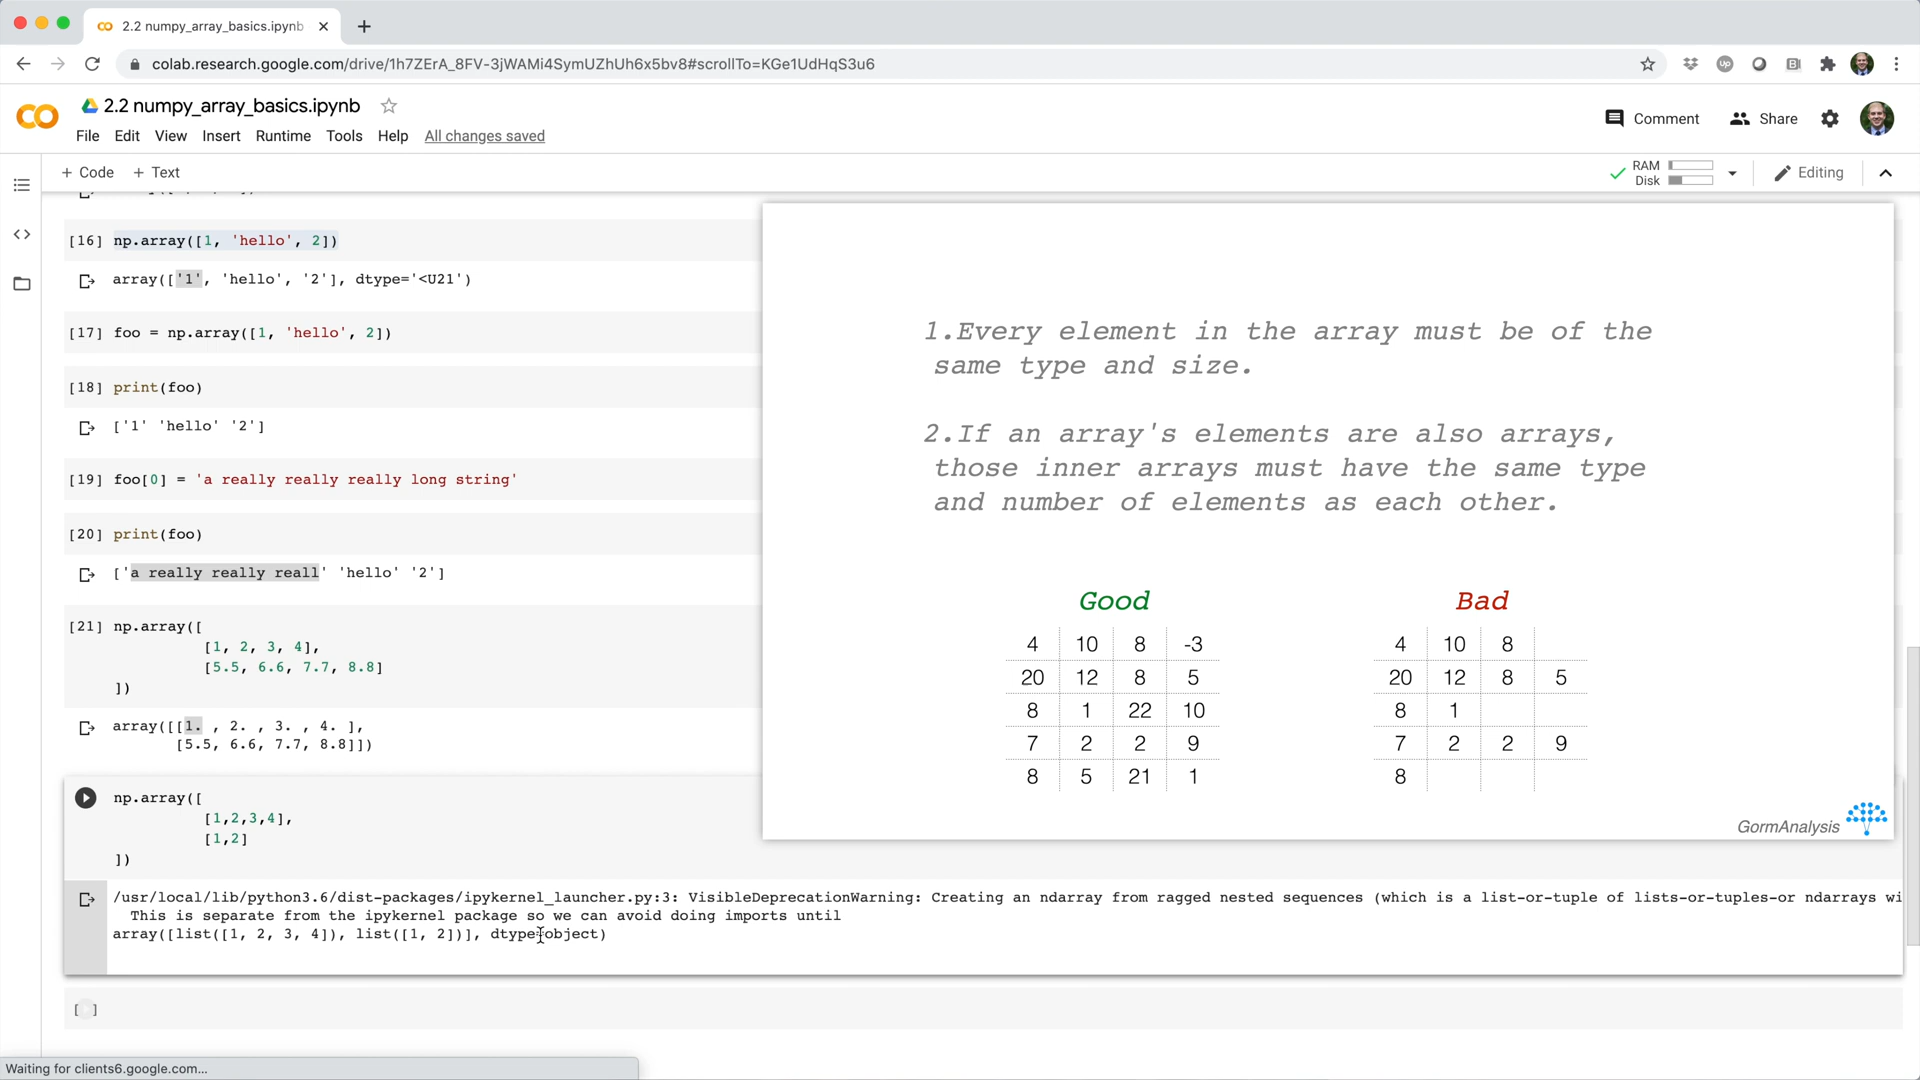 2.2 numpy_array_basics.ipynb
colab.research.google.com/drive/1h7ZErA_8FV-3jWAMi4SymUZhUh6x5bv8#scrollTo=KGe1UdHqS3u6
2.2 numpy_array_basics.ipynb
Comment
Share
File Edit View Insert Runtime Tools Help All changes saved
+ Code + Text
RAM
Disk
Editing
[16] np.array([1, 'hello', 2])
array(['1', 'hello', '2'], dtype='<U21')
[17] foo = np.array([1, 'hello', 2])
[18] print(foo)
['1' 'hello' '2']
[19] foo[0] = 'a really really really long string'
[20] print(foo)
['a really really reall' 'hello' '2']
[21] np.array([
[1, 2, 3, 4],
[5.5, 6.6, 7.7, 8.8]
])
array([[1. , 2. , 3. , 4. ],
[5.5, 6.6, 7.7, 8.8]])
np.array([
[1,2,3,4],
[1,2]
])
/usr/local/lib/python3.6/dist-packages/ipykernel_launcher.py:3: VisibleDeprecationWarning: Creating an ndarray from ragged nested sequences (which is a list-or-tuple of lists-or-tuples-or ndarrays wi
This is separate from the ipykernel package so we can avoid doing imports until
array([list([1, 2, 3, 4]), list([1, 2])], dtype=object)
[ ]
1.Every element in the array must be of the
same type and size.
2.If an array's elements are also arrays,
those inner arrays must have the same type
and number of elements as each other.
Good
4 10 8 -3
20 12 8 5
8 1 22 10
7 2 2 9
8 5 21 1
Bad
4 10 8
20 12 8 5
8 1
7 2 2 9
8
GormAnalysis
Waiting for clients6.google.com...